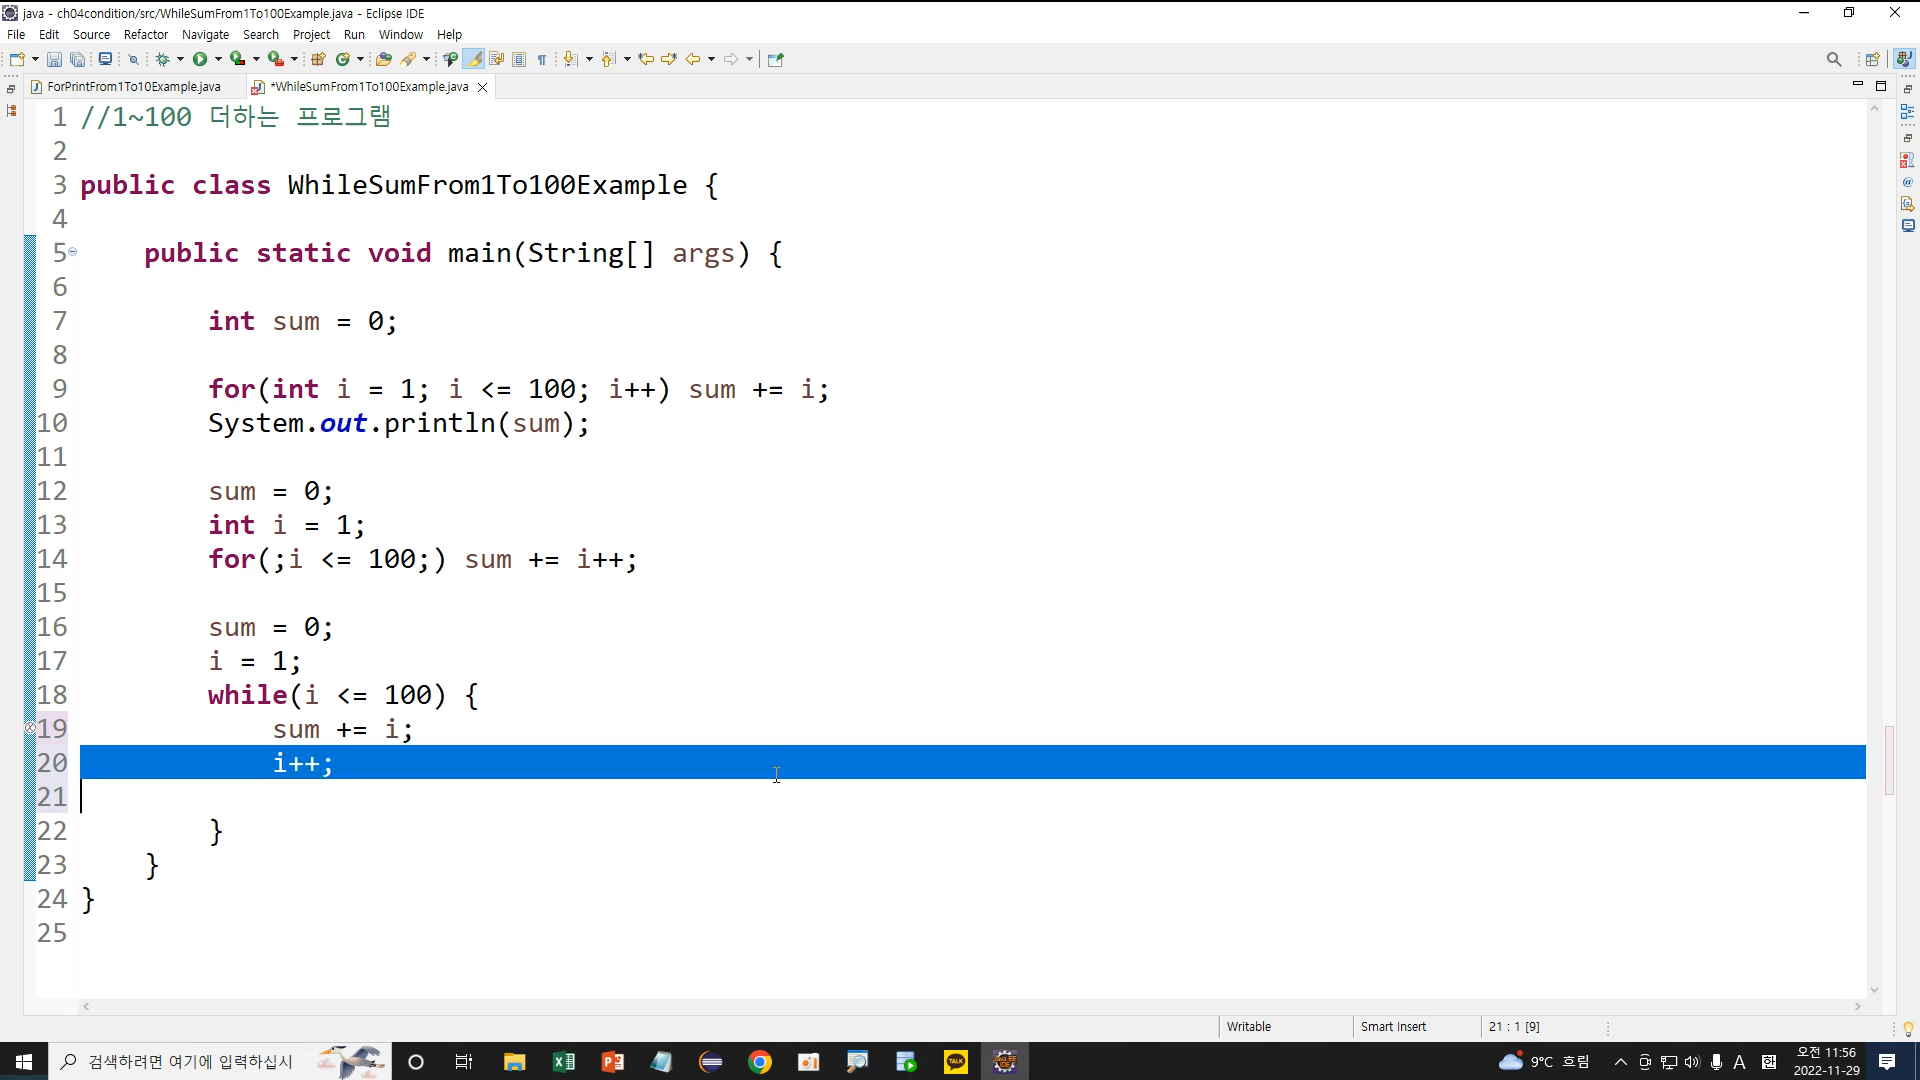 java - ch04condition/src/WhileSumFrom1To100Example.java - Eclipse IDE
File Edit Source Refactor Navigate Search Project Run Window Help
ForPrintFrom1To10Example.java *WhileSumFrom1To100Example.java
1 //1~100 더하는 프로그램
2
3 public class WhileSumFrom1To100Example {
4
5 public static void main(String[] args) {
6
7 int sum = 0;
8
9 for(int i = 1; i <= 100; i++) sum += i;
10 System.out.println(sum);
11
12 sum = 0;
13 int i = 1;
14 for(;i <= 100;) sum += i++;
15
16 sum = 0;
17 i = 1;
18 while(i <= 100) {
19 sum += i;
20 i++;
21
22 }
23 }
24 }
25
Writable Smart Insert 21 : 1 [9]
검색하려면 여기에 입력하십시 TALK 9°C 흐림 A 한 오전 11:56
2022-11-29